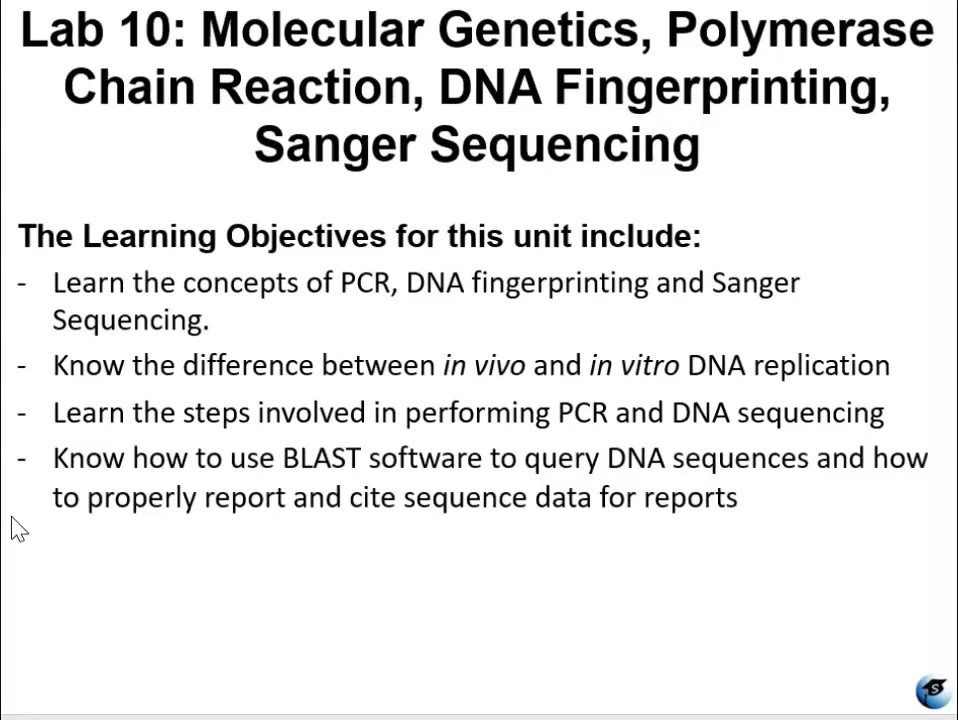 Lab 10: Molecular Genetics, Polymerase
Chain Reaction, DNA Fingerprinting,
Sanger Sequencing
The Learning Objectives for this unit include:
- Learn the concepts of PCR, DNA fingerprinting and Sanger
Sequencing.
- Know the difference between in vivo and in vitro DNA replication
- Learn the steps involved in performing PCR and DNA sequencing
- Know how to use BLAST software to query DNA sequences and how
to properly report and cite sequence data for reports
S